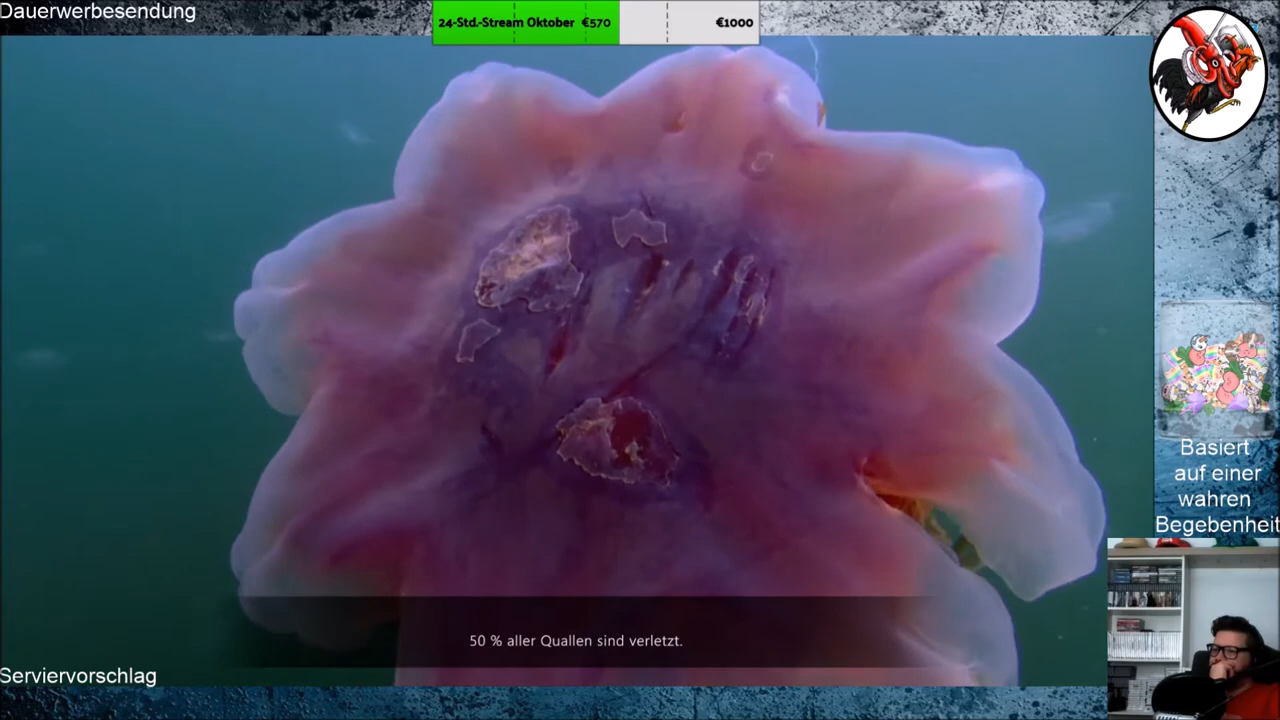 Dauerwerbesendung
24-Std.-Stream Oktober €570
€1000
Basiert
auf einer
wahren
Begebenheit
50 % aller Quallen sind verletzt.
Serviervorschlag